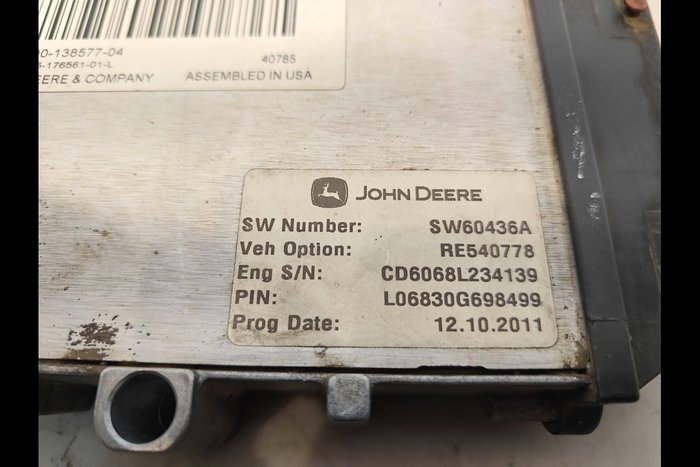 0-138577-04
5-176561-01-L
40785
EERE & COMPANY
ASSEMBLED IN USA
JOHN DEERE
SW Number: SW60436A
Veh Option: RE540778
Eng S/N: CD6068L234139
PIN: L06830G698499
Prog Date: 12.10.2011